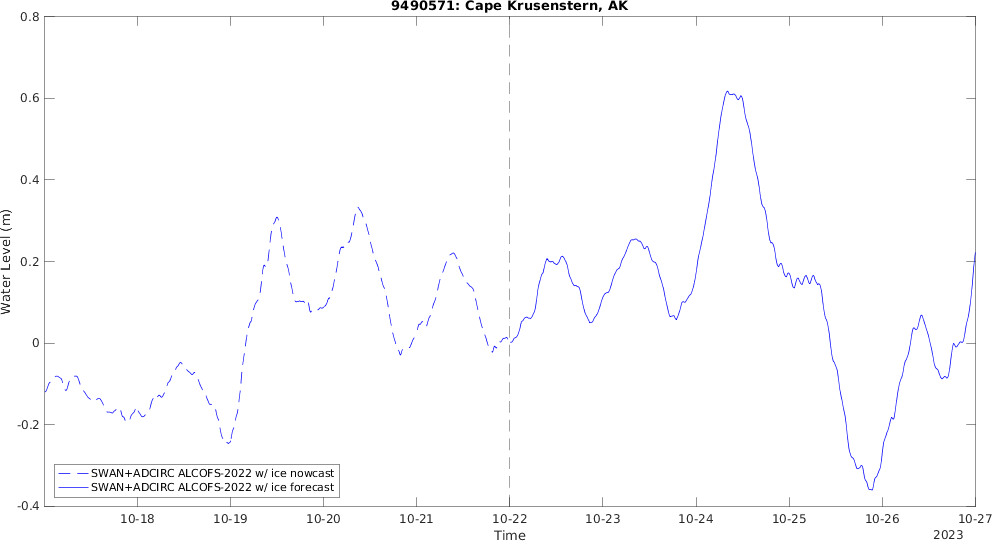 9490571: Cape Krusenstern, AK
0.8
0.6
0.4
0.2
0
-0.2
-0.4
Water Level (m)
SWAN+ADCIRC ALCOFS-2022 w/ ice nowcast
SWAN+ADCIRC ALCOFS-2022 w/ ice forecast
10-18 10-19 10-20 10-21 10-22 10-23 10-24 10-25 10-26 10-27
Time
2023